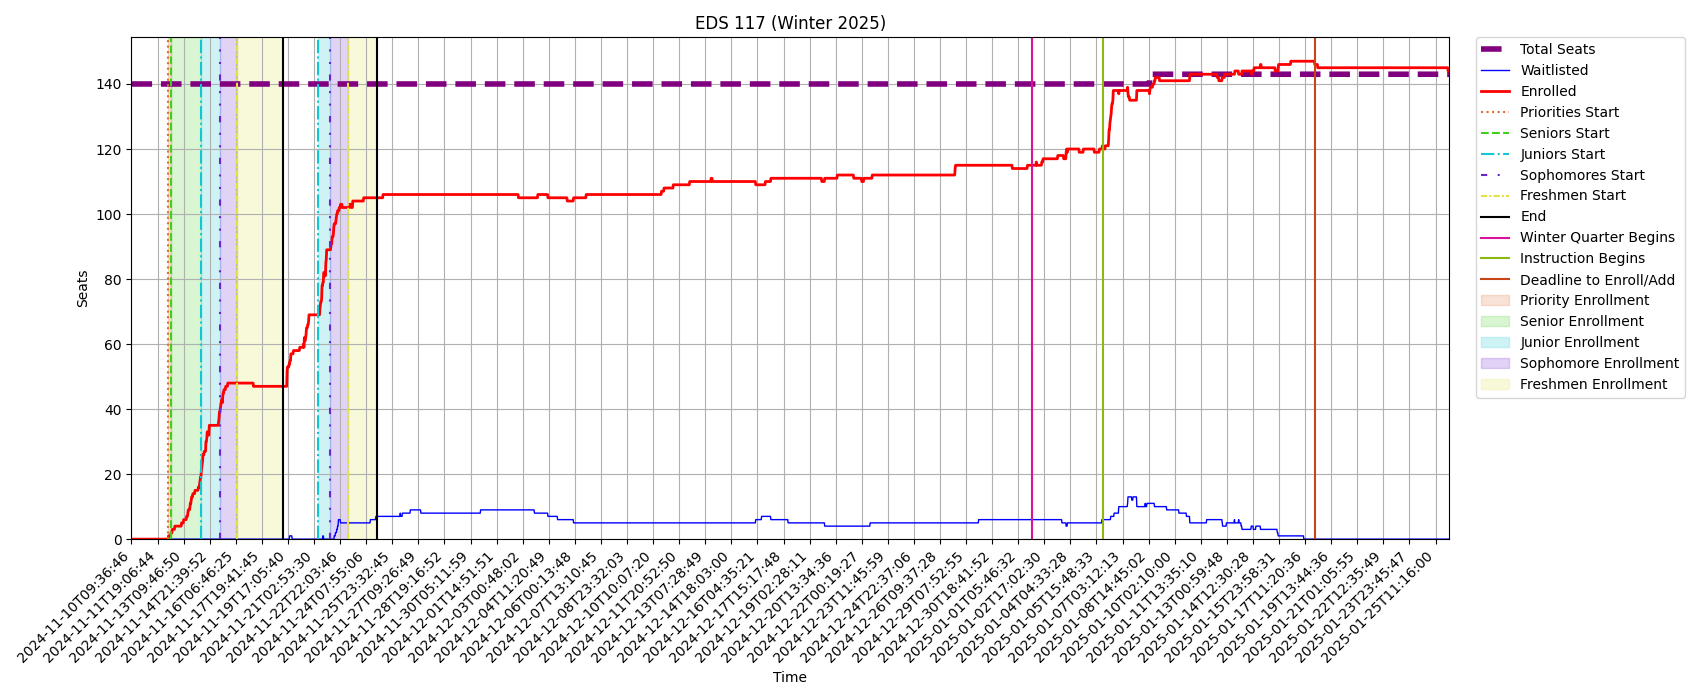 EDS 117 (Winter 2025)
Seats
140
120
100
80
60
40
20
0
2024-11-10T09:36:46
2024-11-11T19:06:44
2024-11-13T09:46:50
2024-11-14T21:39:52
2024-11-16T06:46:25
2024-11-17T19:41:45
2024-11-19T17:05:40
2024-11-21T02:53:30
2024-11-22T22:03:46
2024-11-24T07:55:06
2024-11-25T23:32:45
2024-11-27T09:26:49
2024-11-28T19:16:52
2024-11-30T05:11:59
2024-12-01T14:51:51
2024-12-03T00:48:02
2024-12-04T11:20:49
2024-12-06T00:13:48
2024-12-07T13:10:45
2024-12-08T23:32:03
2024-12-10T10:07:20
2024-12-11T20:52:50
2024-12-13T07:28:49
2024-12-14T18:03:00
2024-12-16T04:35:21
2024-12-17T15:17:48
2024-12-19T02:28:11
2024-12-20T13:34:36
2024-12-22T00:19:27
2024-12-23T11:45:59
2024-12-24T22:37:06
2024-12-26T09:37:28
2024-12-29T07:52:55
2024-12-30T18:41:52
2025-01-01T05:46:32
2025-01-02T17:02:30
2025-01-04T04:33:28
2025-01-05T15:48:33
2025-01-07T03:12:13
2025-01-08T14:45:02
2025-01-10T02:10:00
2025-01-11T13:35:10
2025-01-13T00:59:48
2025-01-14T12:30:28
2025-01-15T23:58:31
2025-01-17T11:20:36
2025-01-19T13:44:36
2025-01-21T01:05:55
2025-01-22T12:35:49
2025-01-23T23:45:47
2025-01-25T11:16:00
Time
Total Seats
Waitlisted
Enrolled
Priorities Start
Seniors Start
Juniors Start
Sophomores Start
Freshmen Start
End
Winter Quarter Begins
Instruction Begins
Deadline to Enroll/Add
Priority Enrollment
Senior Enrollment
Junior Enrollment
Sophomore Enrollment
Freshmen Enrollment